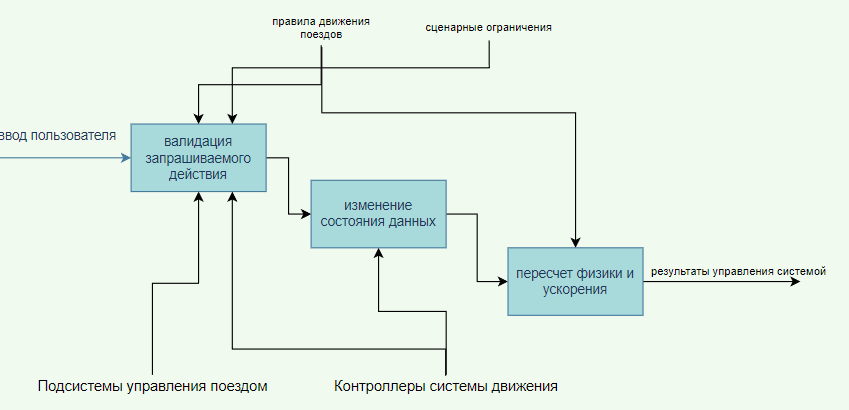 правила движения
поездов
сценарные ограничения
ввод пользователя
валидация
запрашиваемого
действия
изменение
состояния данных
пересчет физики и
ускорения
результаты управления системой
Подсистемы управления поездом
Контроллеры системы движения